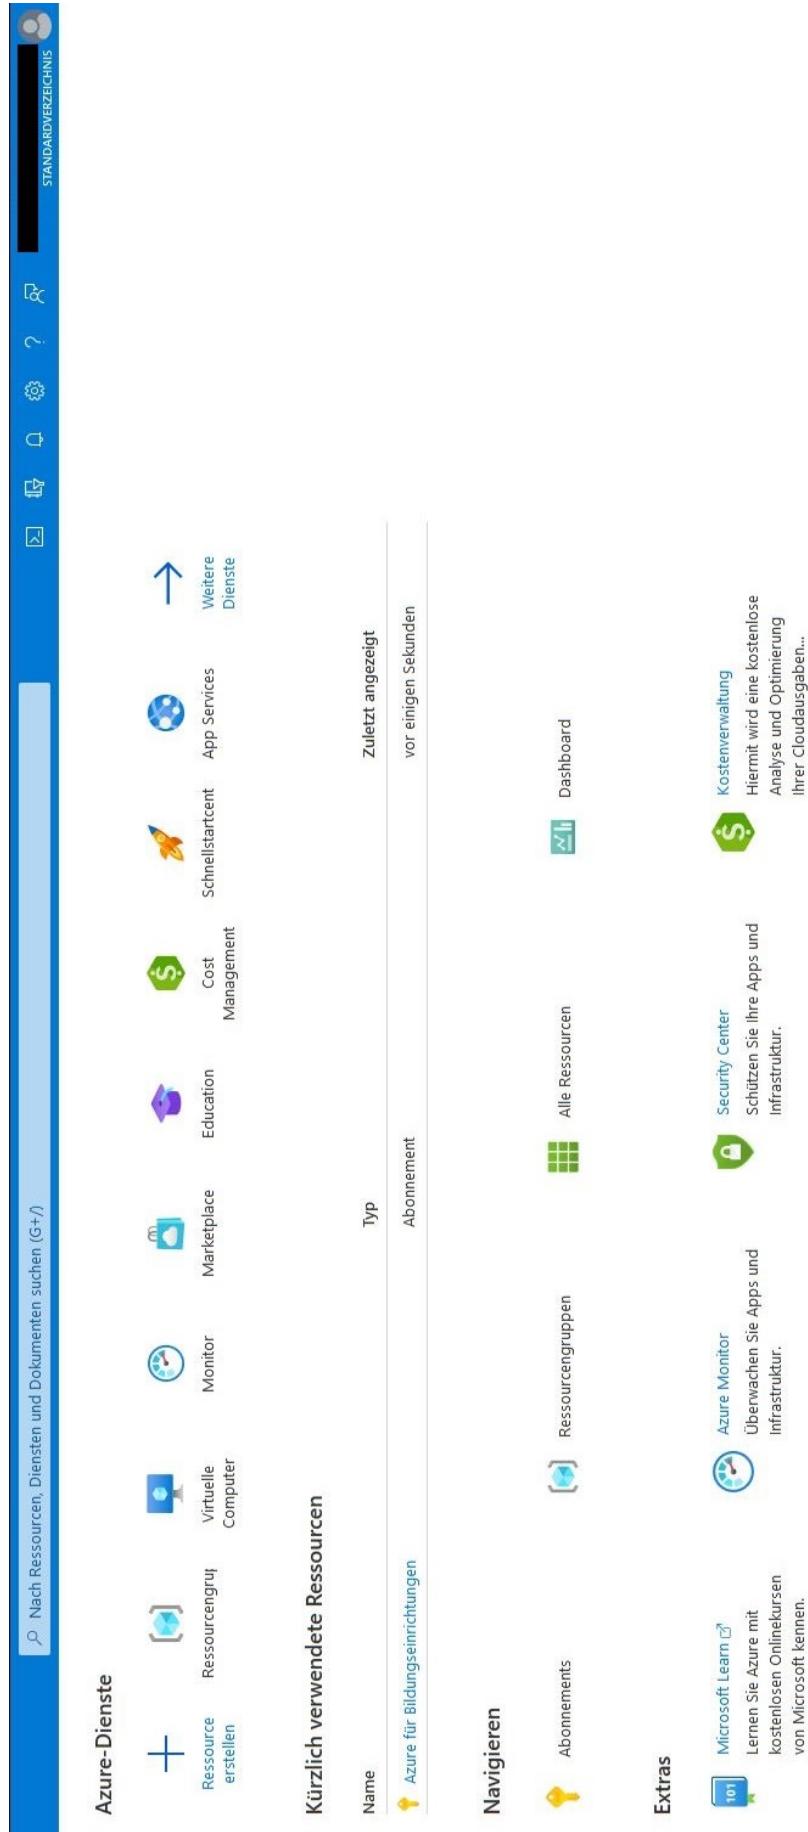 Nach Ressourcen, Diensten und Dokumenten suchen (G+/)
STANDARDVERZEICHNIS
Azure-Dienste
Ressource
erstellen
Ressourcengrup
Virtuelle
Computer
Monitor
Marketplace
Education
Cost
Management
Schnellstartcent
App Services
Weitere
Dienste
Kürzlich verwendete Ressourcen
Name
Typ
Zuletzt angezeigt
Azure für Bildungseinrichtungen
Abonnement
vor einigen Sekunden
Navigieren
Abonnements
Ressourcengruppen
Alle Ressourcen
Dashboard
Extras
101
Microsoft Learn
Lernen Sie Azure mit
kostenlosen Onlinekursen
von Microsoft kennen.
Azure Monitor
Überwachen Sie Apps und
Infrastruktur.
Security Center
Schützen Sie Ihre Apps und
Infrastruktur.
Kostenverwaltung
Hiermit wird eine kostenlose
Analyse und Optimierung
Ihrer Cloudausgaben...